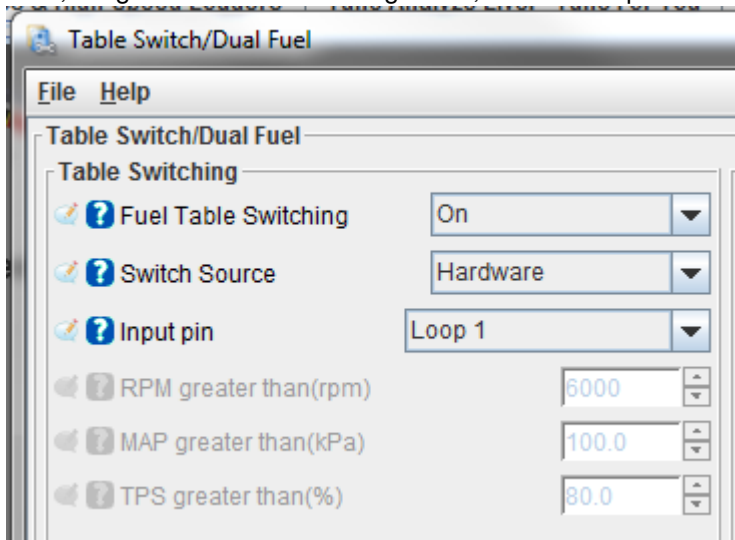 Table Switch/Dual Fuel
File Help
Table Switch/Dual Fuel
Table Switching
Fuel Table Switching On
Switch Source Hardware
Input pin Loop 1
RPM greater than(rpm) 6000
MAP greater than(kPa) 100.0
TPS greater than(%) 80.0